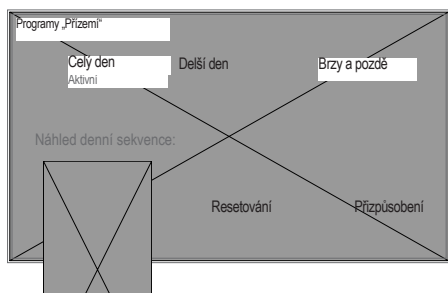 Programy „Přízemí“
Celý den
Delší den
Brzy a pozdě
Aktivní
Náhled denní sekvence:
Resetování
Přizpůsobení